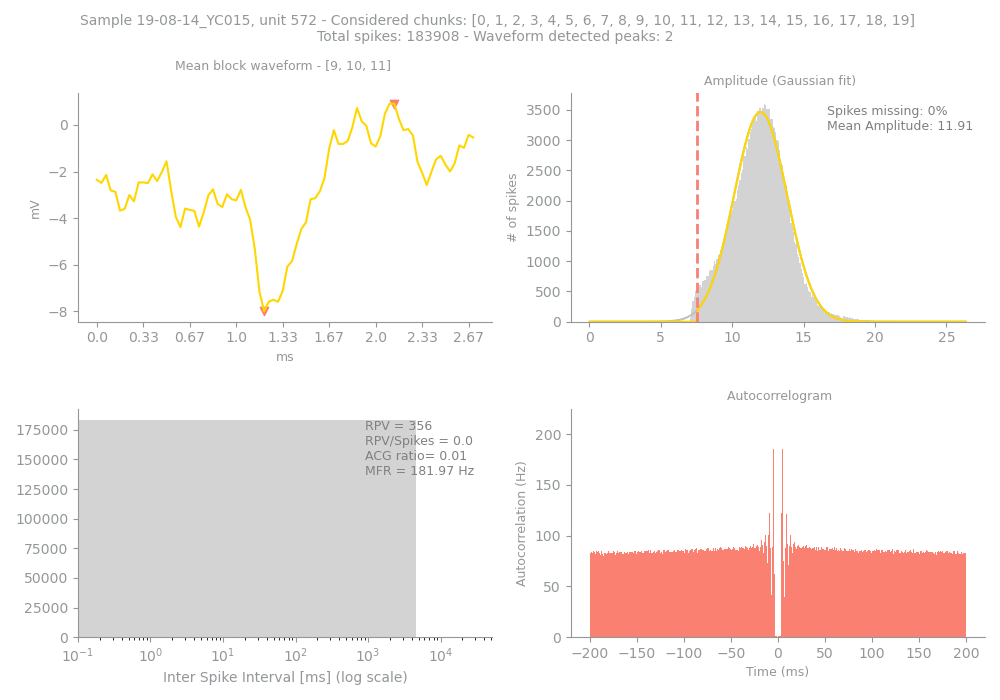 Sample 19-08-14_YC015, unit 572 - Considered chunks: [0, 1, 2, 3, 4, 5, 6, 7, 8, 9, 10, 11, 12, 13, 14, 15, 16, 17, 18, 19]
Total spikes: 183908 - Waveform detected peaks: 2
Mean block waveform - [9, 10, 11]
0
−2
−4
−6
−8
mV
0.0 0.33 0.67 1.0 1.33 1.67 2.0 2.33 2.67
ms
Amplitude (Gaussian fit)
Spikes missing: 0%
Mean Amplitude: 11.91
3500
3000
2500
2000
1500
1000
500
0
# of spikes
0 5 10 15 20 25
RPV = 356
RPV/Spikes = 0.0
ACG ratio= 0.01
MFR = 181.97 Hz
175000
150000
125000
100000
75000
50000
25000
0
10⁻¹ 10⁰ 10¹ 10² 10³ 10⁴
Inter Spike Interval [ms] (log scale)
Autocorrelogram
200
150
100
50
0
Autocorrelation (Hz)
−200 −150 −100 −50 0 50 100 150 200
Time (ms)